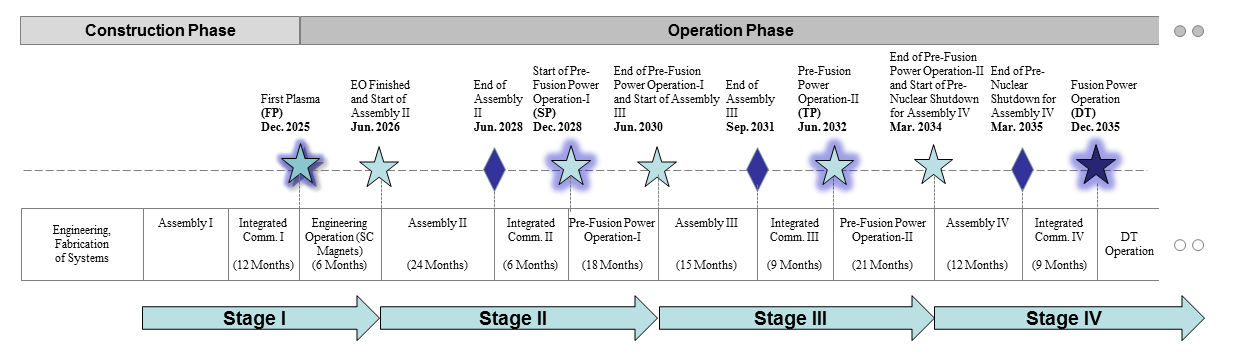 Construction Phase
Operation Phase
First Plasma
(FP)
Dec. 2025
EO Finished
and Start of
Assembly II
Jun. 2026
End of
Assembly
II
Jun. 2028
Start of Pre-
Fusion Power
Operation-I
(SP)
Dec. 2028
End of Pre-Fusion
Power Operation-I
and Start of Assembly
III
Jun. 2030
End of
Assembly
III
Sep. 2031
Pre-Fusion
Power
Operation-II
(TP)
Jun. 2032
End of Pre-Fusion
Power Operation-II
and Start of Pre-
Nuclear Shutdown
for Assembly IV
Mar. 2034
End of Pre-
Nuclear
Shutdown for
Assembly IV
Mar. 2035
Fusion Power
Operation
(DT)
Dec. 2035
Engineering,
Fabrication
of Systems
Assembly I
Integrated
Comm. I
(12 Months)
Engineering
Operation (SC
Magnets)
(6 Months)
Assembly II
(24 Months)
Integrated
Comm. II
(6 Months)
Pre-Fusion Power
Operation-I
(18 Months)
Assembly III
(15 Months)
Integrated
Comm. III
(9 Months)
Pre-Fusion Power
Operation-II
(21 Months)
Assembly IV
(12 Months)
Integrated
Comm. IV
(9 Months)
DT
Operation
Stage I
Stage II
Stage III
Stage IV